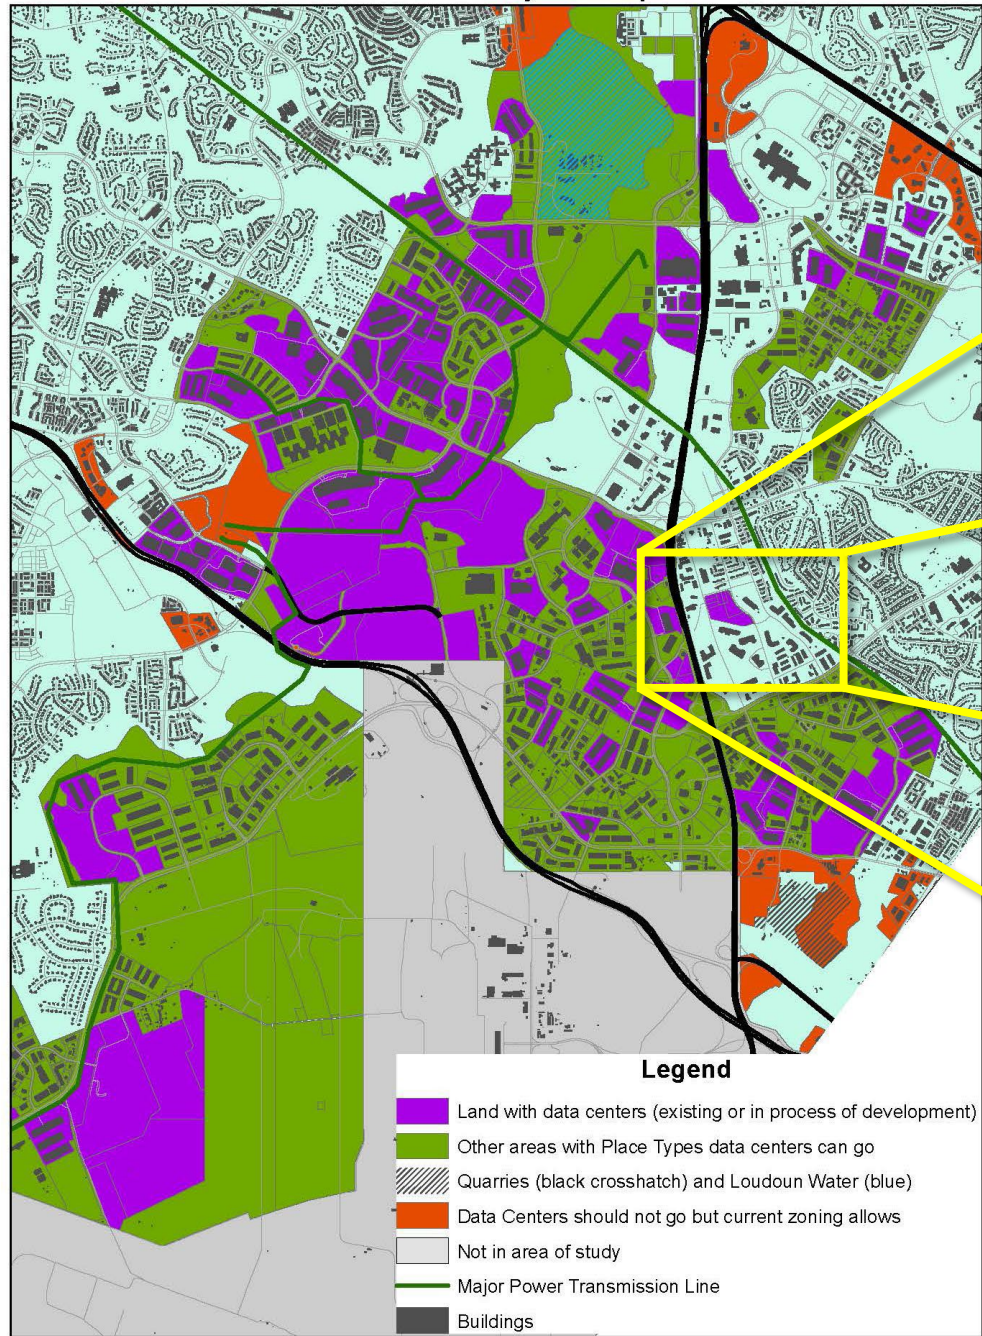 Legend
Land with data centers (existing or in process of development)
Other areas with Place Types data centers can go
Quarries (black crosshatch) and Loudoun Water (blue)
Data Centers should not go but current zoning allows
Not in area of study
Major Power Transmission Line
Buildings